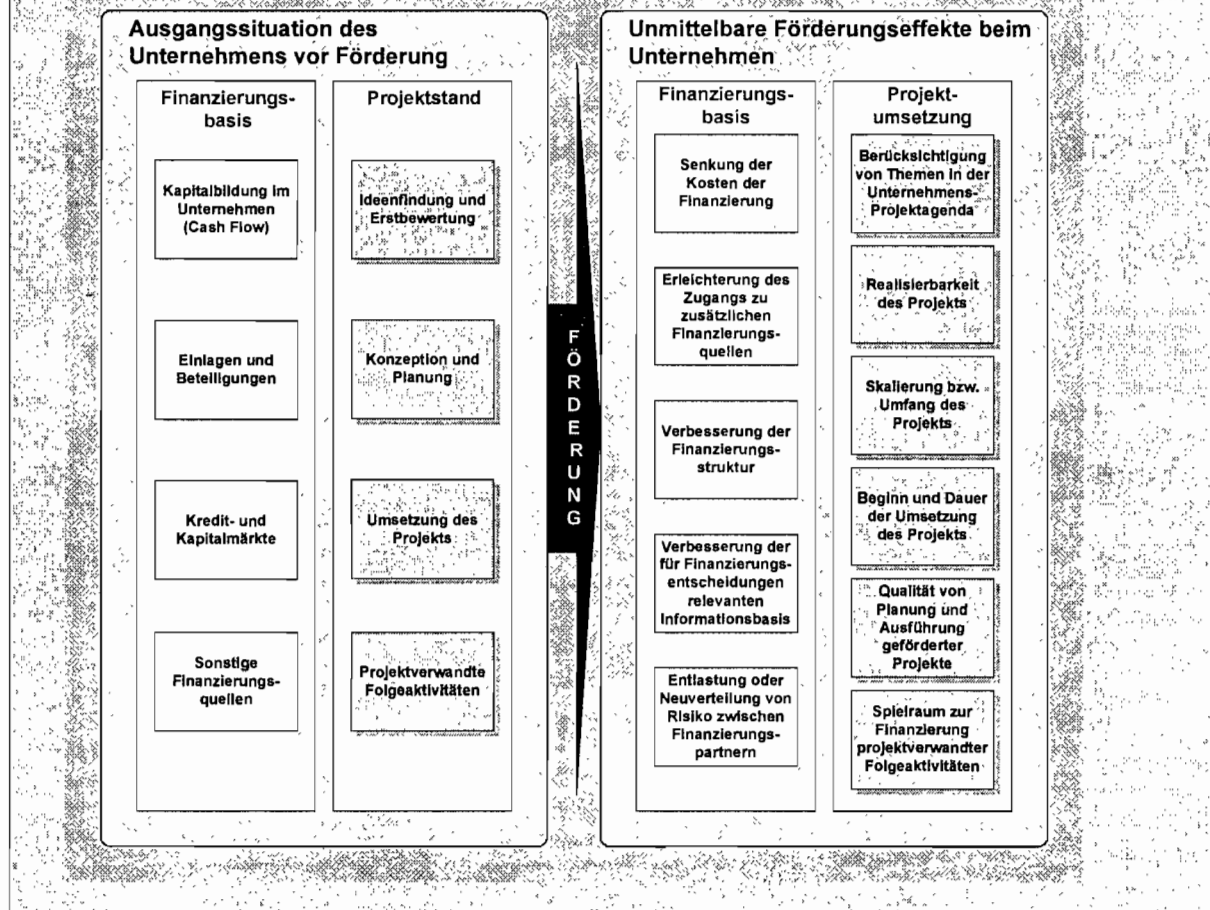 Ausgangssituation des
Unternehmens vor Förderung
Finanzierungs-
basis
Kapitalbildung im
Unternehmen
(Cash Flow)
Einlagen und
Beteiligungen
Kredit- und
Kapitalmärkte
Sonstige
Finanzierungs-
quellen
Projektstand
Ideenfindung und
Erstbewertung
Konzeption und
Planung
Umsetzung des
Projekts
Projektverwandte
Folgeaktivitäten
FÖRDERUNG
Unmittelbare Förderungseffekte beim
Unternehmen
Finanzierungs-
basis
Senkung der
Kosten der
Finanzierung
Erleichterung des
Zugangs zu
zusätzlichen
Finanzierungs-
quellen
Verbesserung der
Finanzierungs-
struktur
Verbesserung der
für Finanzierungs-
entscheidungen
relevanten
Informationsbasis
Entlastung oder
Neuverteilung von
Risiko zwischen
Finanzierungs-
partnern
Projekt-
umsetzung
Berücksichtigung
von Themen in der
Unternehmens-
Projektagenda
Realisierbarkeit
des Projekts
Skalierung bzw.
Umfang des
Projekts
Beginn und Dauer
der Umsetzung
des Projekts
Qualität von
Planung und
Ausführung
geförderter
Projekte
Spielraum zur
Finanzierung
projektverwandter
Folgeaktivitäten